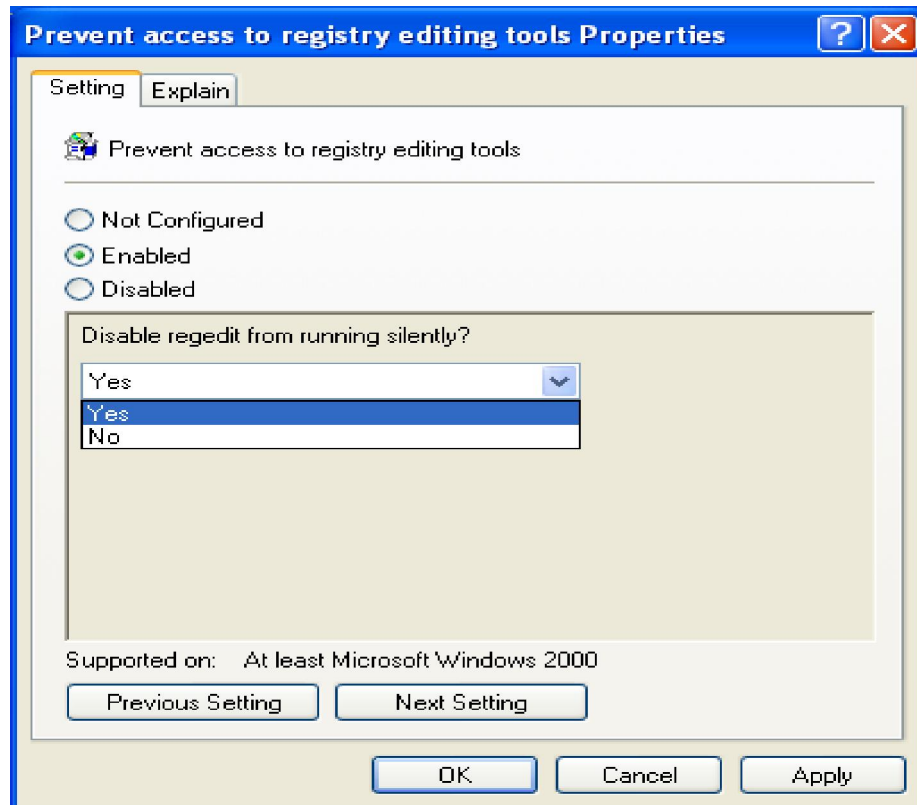 Prevent access to registry editing tools Properties
Setting
Explain
Prevent access to registry editing tools
Not Configured
Enabled
Disabled
Disable regedit from running silently?
Yes
Yes
No
Supported on: At least Microsoft Windows 2000
Previous Setting
Next Setting
OK
Cancel
Apply